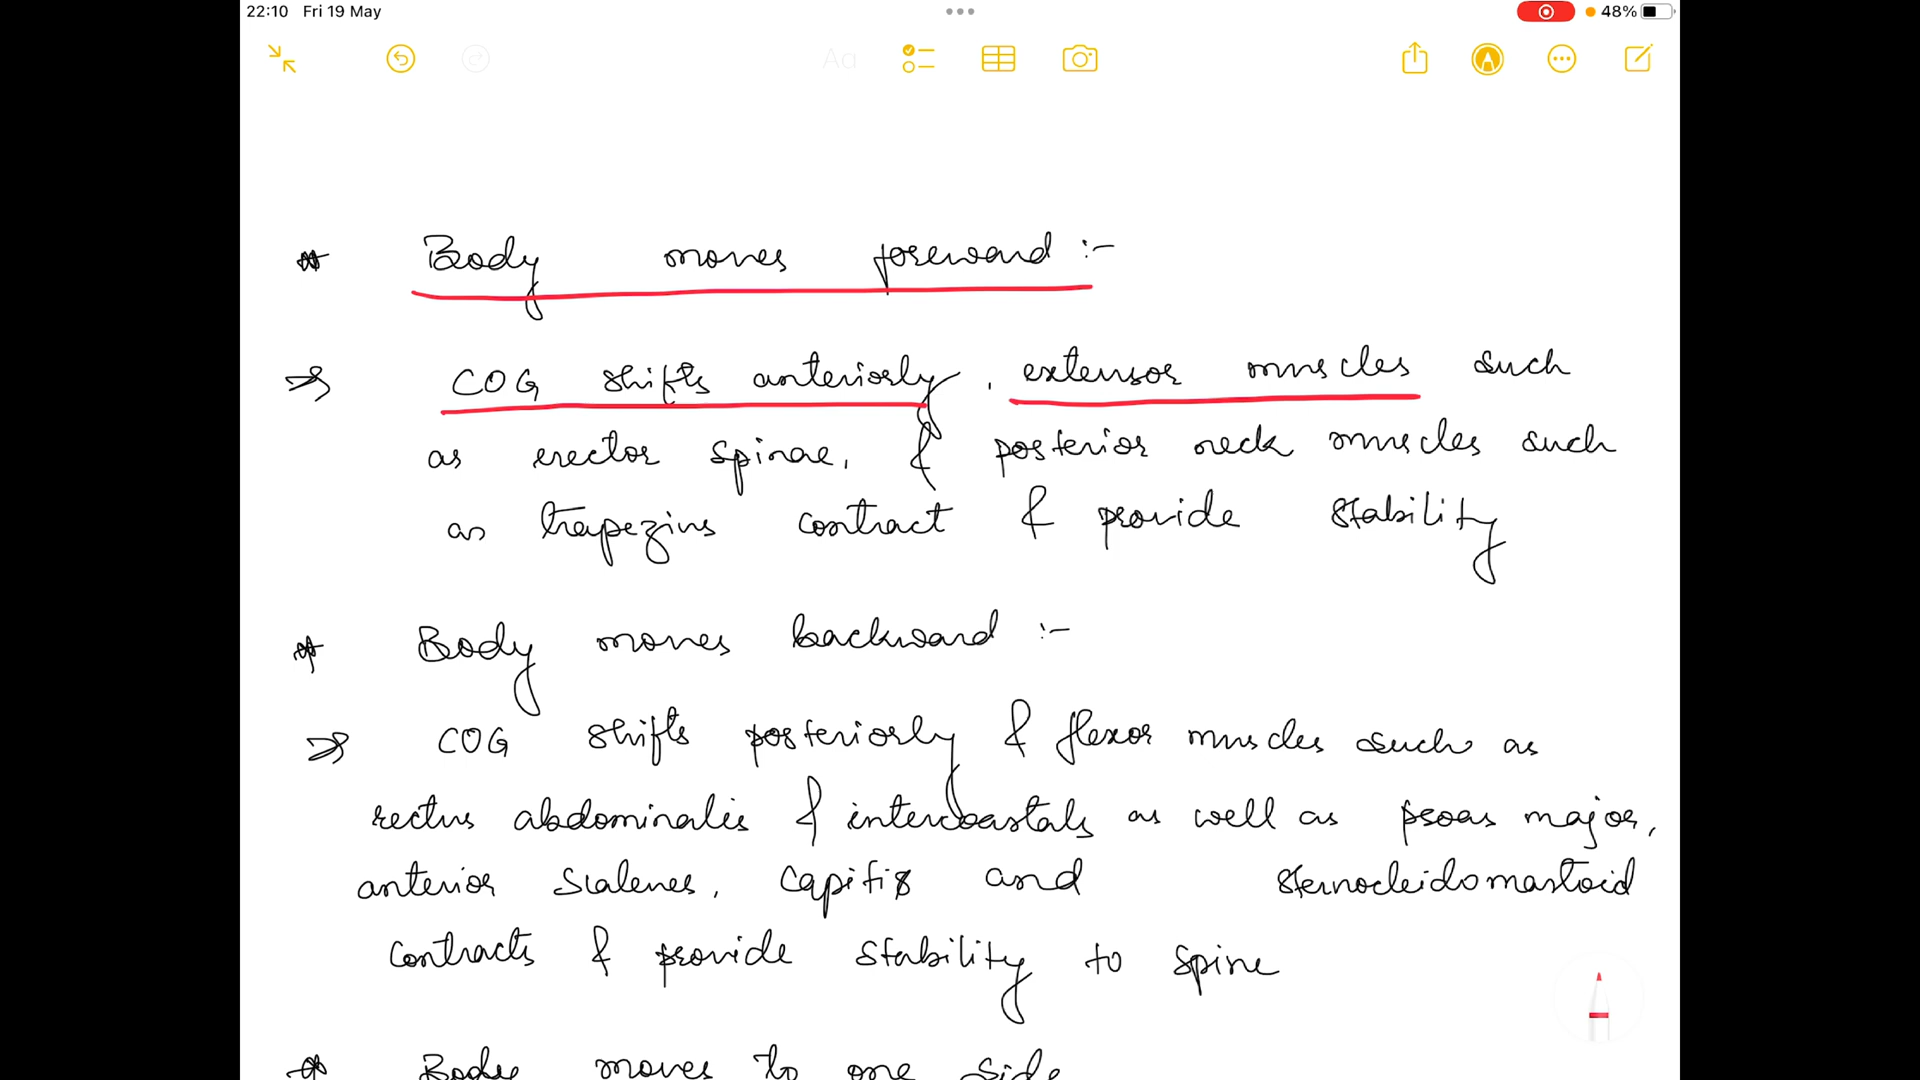 22:10 Fri 19 May
48%
Aa
* Body moves foreward :-
⇒ COG shifts anteriorly, extensor muscles such
as erector spinae, & posterior neck muscles such
as trapezius contract & provide stability
* Body moves backward :-
⇒ COG shifts posteriorly & flexor muscles such as
rectus abdominalis & intercoastals as well as psoas major,
anterior scalenes, capitis and sternocleidomastoid
contracts & provide stability to spine
* Body moves to one side